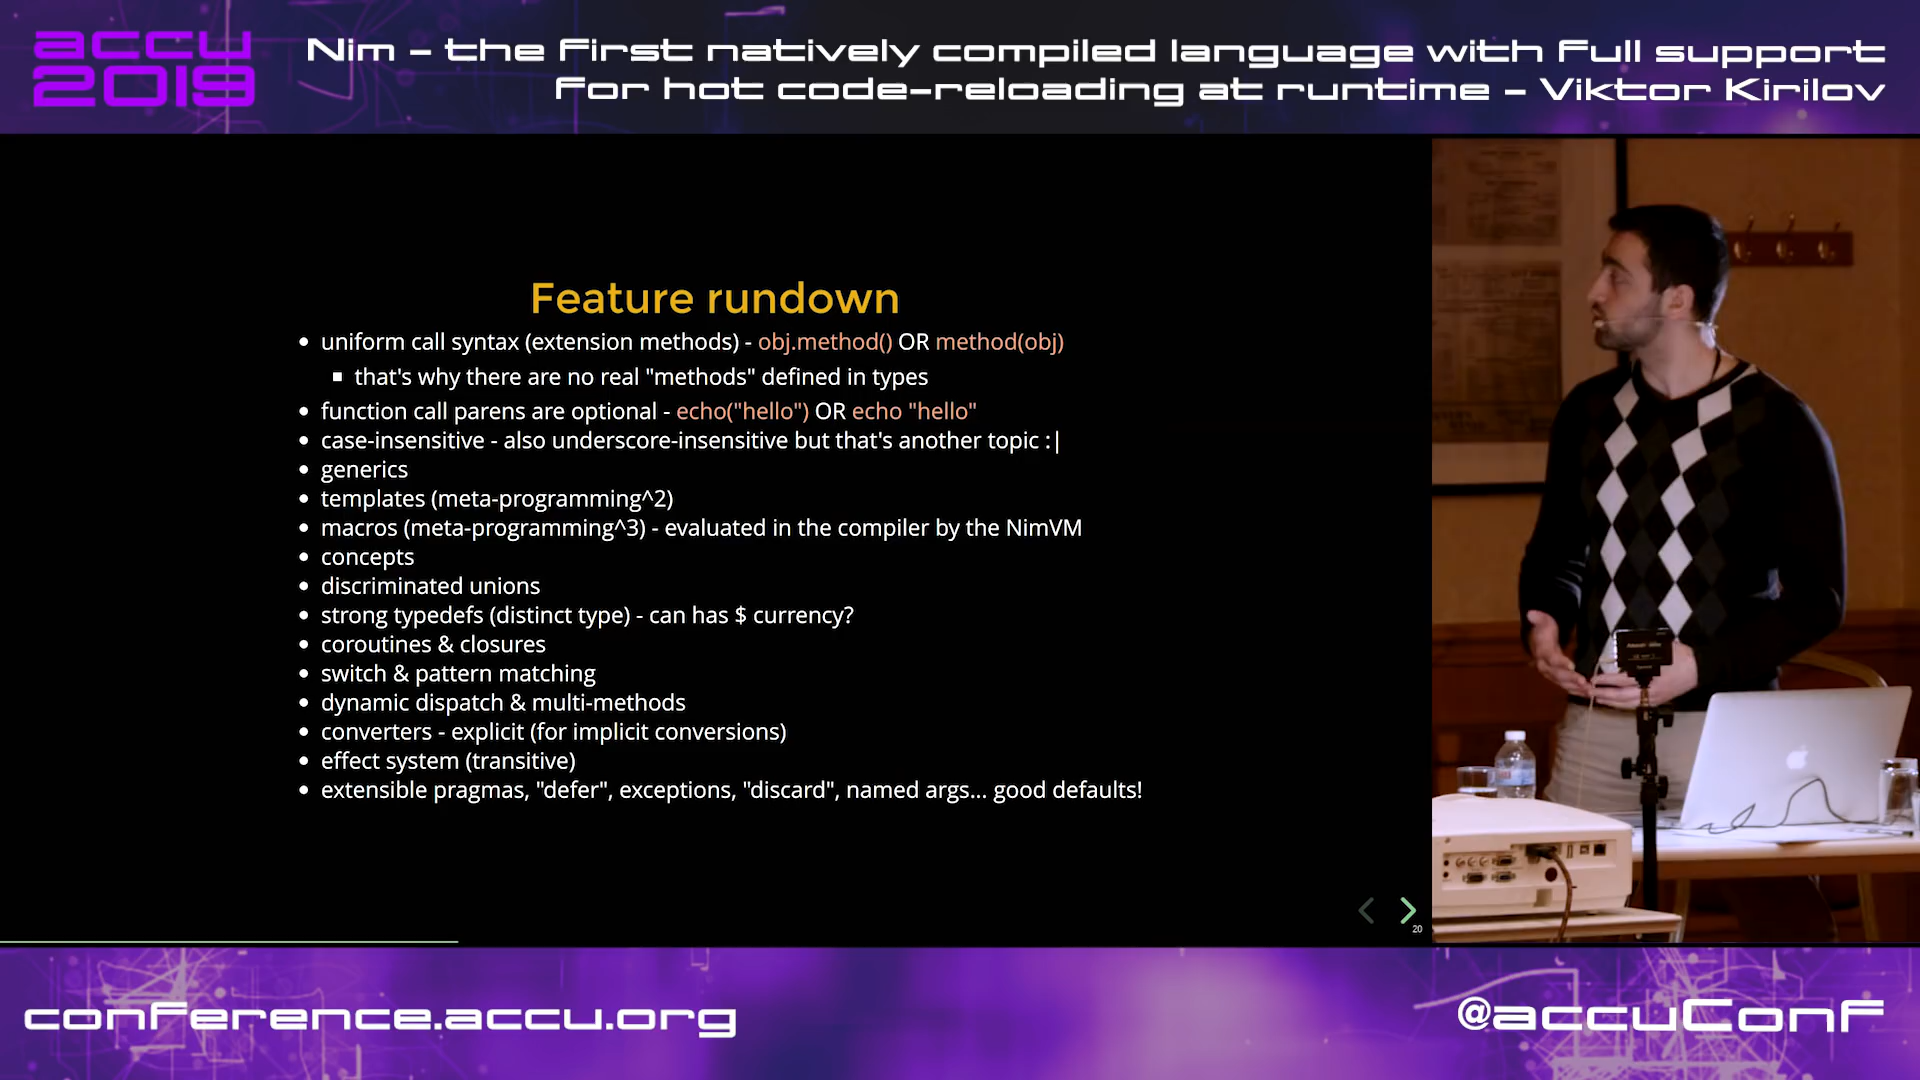 accu
2019
Nim – the first natively compiled language with full support
for hot code-reloading at runtime – Viktor Kirilov
Feature rundown
• uniform call syntax (extension methods) - obj.method() OR method(obj)
▪ that's why there are no real "methods" defined in types
• function call parens are optional - echo("hello") OR echo "hello"
• case-insensitive - also underscore-insensitive but that's another topic :|
• generics
• templates (meta-programming^2)
• macros (meta-programming^3) - evaluated in the compiler by the NimVM
• concepts
• discriminated unions
• strong typedefs (distinct type) - can has $ currency?
• coroutines & closures
• switch & pattern matching
• dynamic dispatch & multi-methods
• converters - explicit (for implicit conversions)
• effect system (transitive)
• extensible pragmas, "defer", exceptions, "discard", named args... good defaults!
20
conference.accu.org
@accuConf